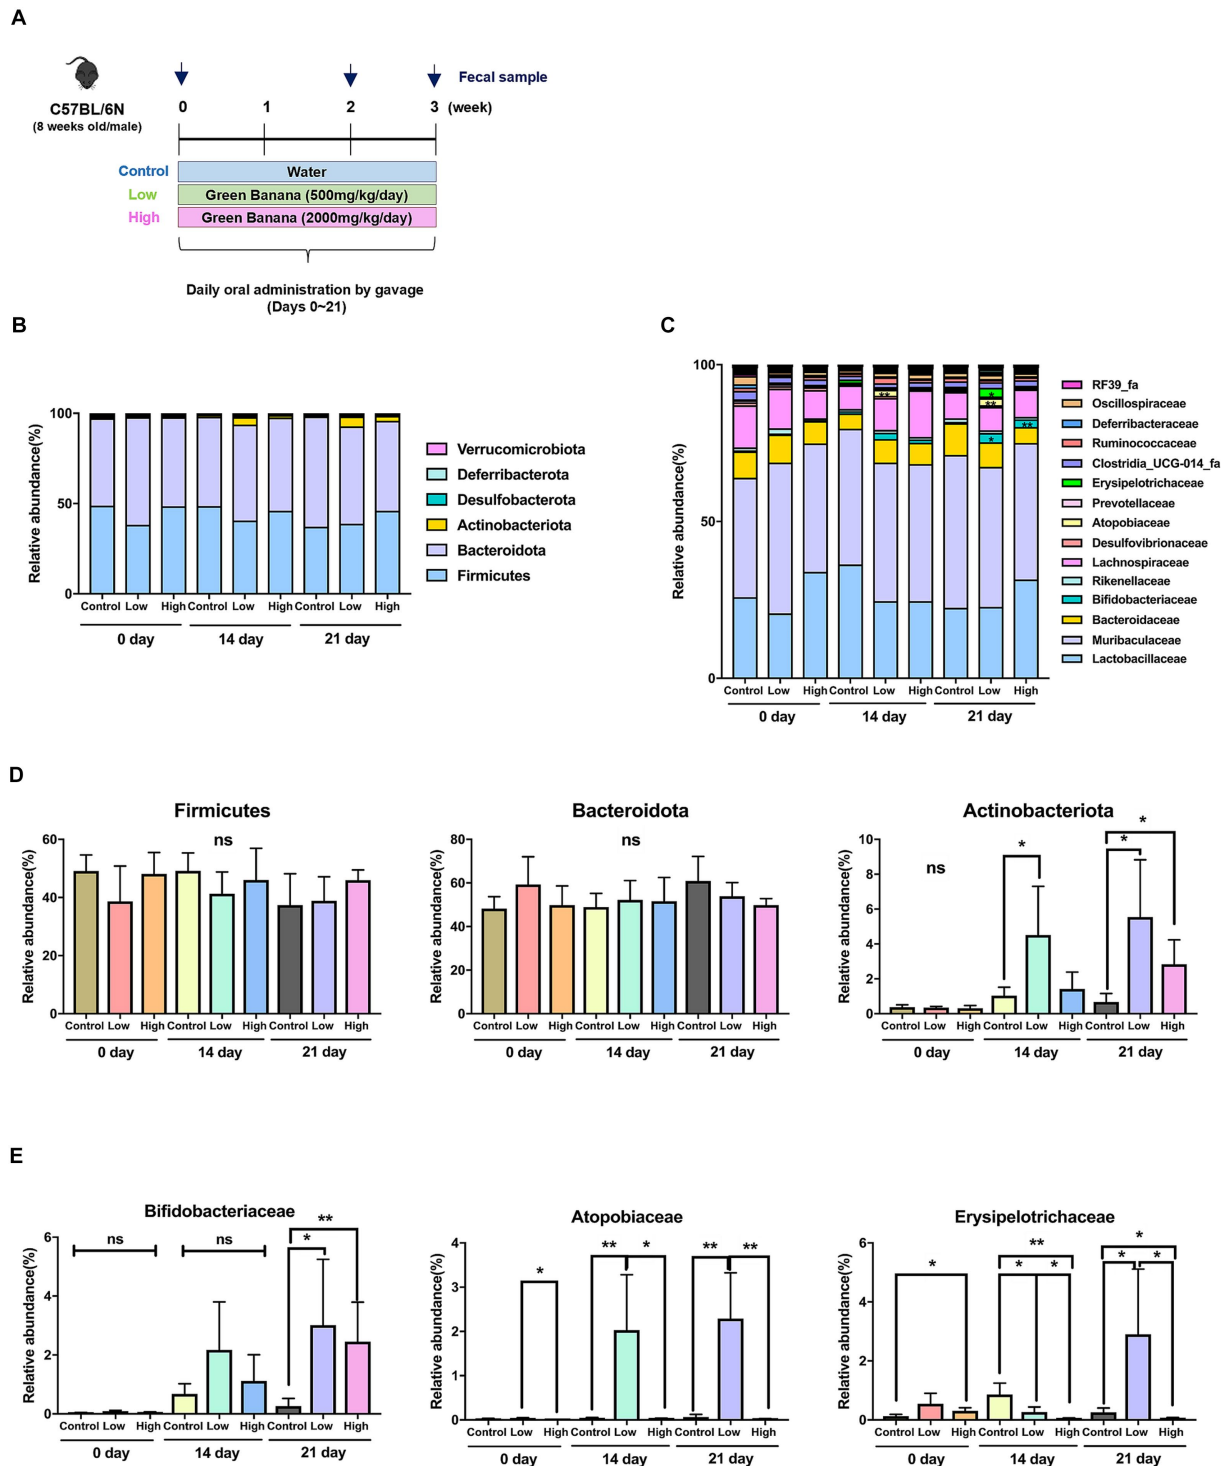 A
Fecal sample
C57BL/6N
(8 weeks old/male)
0 1 2 3 (week)
Control Water
Low Green Banana (500mg/kg/day)
High Green Banana (2000mg/kg/day)
Daily oral administration by gavage
(Days 0~21)
B
Relative abundance(%)
100
50
0
Control Low High Control Low High Control Low High
0 day 14 day 21 day
Verrucomicrobiota
Deferribacterota
Desulfobacterota
Actinobacteriota
Bacteroidota
Firmicutes
C
Relative abundance(%)
100
50
0
** * ** * **
Control Low High Control Low High Control Low High
0 day 14 day 21 day
RF39_fa
Oscillospiraceae
Deferribacteraceae
Ruminococcaceae
Clostridia_UCG-014_fa
Erysipelotrichaceae
Prevotellaceae
Atopobiaceae
Desulfovibrionaceae
Lachnospiraceae
Rikenellaceae
Bifidobacteriaceae
Bacteroidaceae
Muribaculaceae
Lactobacillaceae
D
Firmicutes
ns
Relative abundance(%)
60
40
20
0
Control Low High Control Low High Control Low High
0 day 14 day 21 day
Bacteroidota
ns
Relative abundance(%)
80
60
40
20
0
Control Low High Control Low High Control Low High
0 day 14 day 21 day
Actinobacteriota
ns * * *
Relative abundance(%)
10
8
6
4
2
0
Control Low High Control Low High Control Low High
0 day 14 day 21 day
E
Bifidobacteriaceae
ns ns * **
Relative abundance(%)
6
4
2
0
Control Low High Control Low High Control Low High
0 day 14 day 21 day
Atopobiaceae
* ** * ** **
Relative abundance(%)
4
3
2
1
0
Control Low High Control Low High Control Low High
0 day 14 day 21 day
Erysipelotrichaceae
* ** * * * * *
Relative abundance(%)
6
4
2
0
Control Low High Control Low High Control Low High
0 day 14 day 21 day